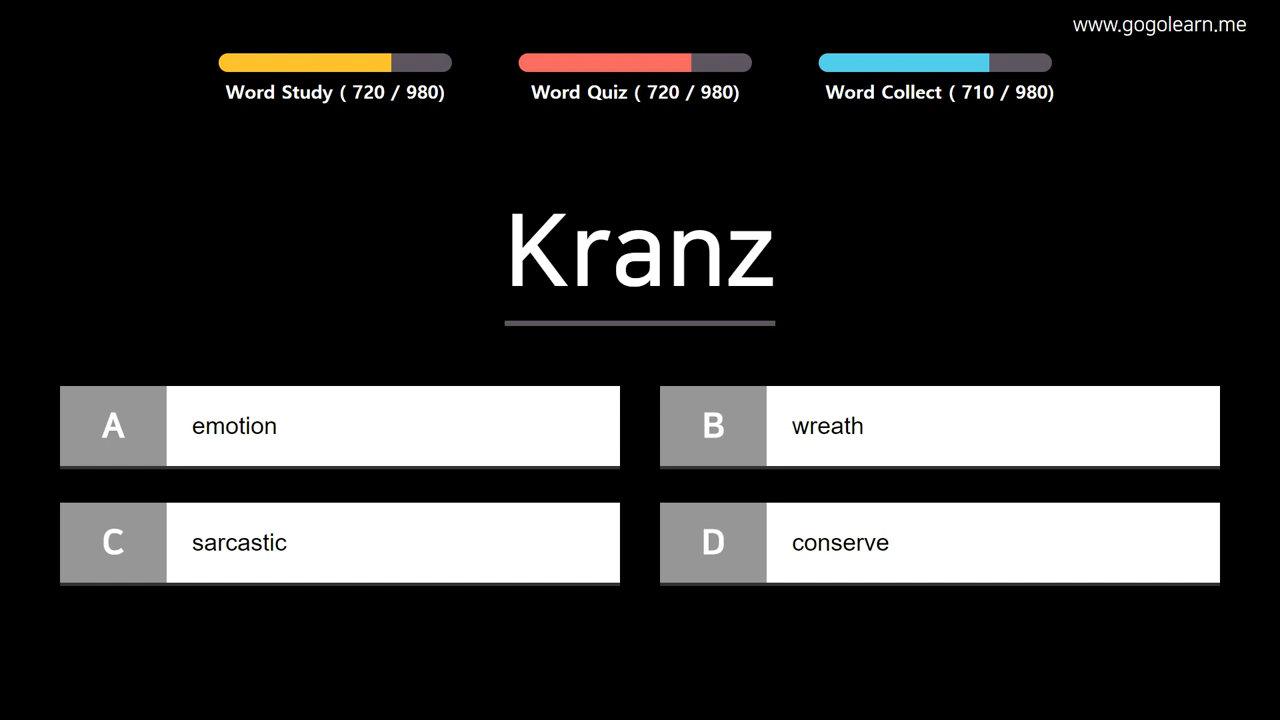 www.gogolearn.me
Word Study ( 720 / 980)
Word Quiz ( 720 / 980)
Word Collect ( 710 / 980)
Kranz
A emotion
B wreath
C sarcastic
D conserve